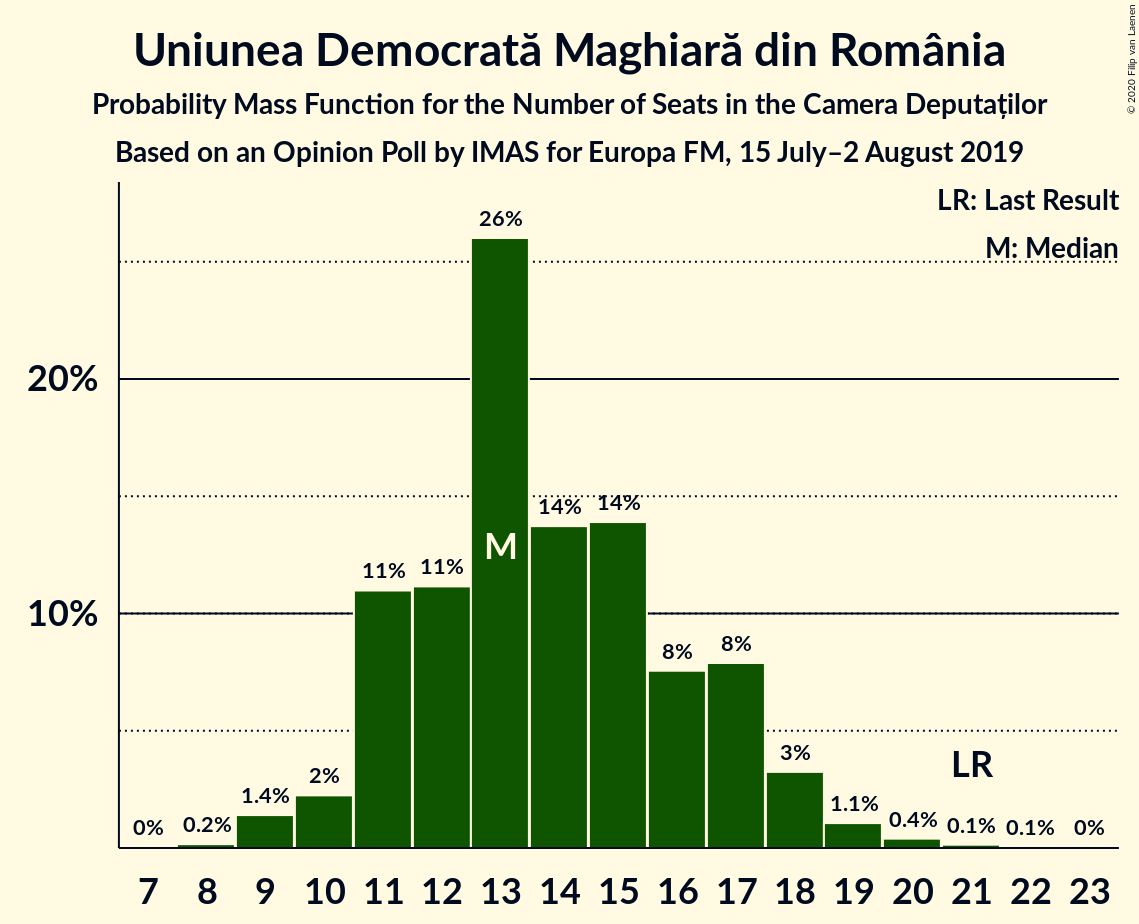 Uniunea Democrată Maghiară din România
Probability Mass Function for the Number of Seats in the Camera Deputaților
Based on an Opinion Poll by IMAS for Europa FM, 15 July–2 August 2019
© 2020 Filip van Laenen
LR: Last Result
M: Median
20%
10%
0%
0.2%
1.4%
2%
11%
11%
26%
14%
14%
8%
8%
3%
1.1%
0.4%
0.1%
0.1%
0%
M
LR
7 8 9 10 11 12 13 14 15 16 17 18 19 20 21 22 23